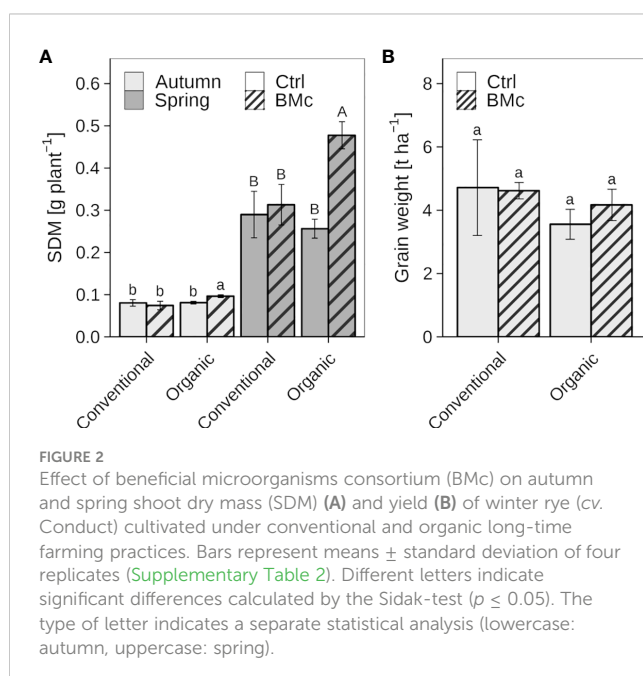 A
SDM [g plant⁻¹]
0.6
0.5
0.4
0.3
0.2
0.1
0.0
Autumn
Spring
Ctrl
BMc
b
b
b
a
B
B
B
A
Conventional
Organic
Conventional
Organic
B
Grain weight [t ha⁻¹]
8
6
4
2
0
Ctrl
BMc
a
a
a
a
Conventional
Organic
FIGURE 2
Effect of beneficial microorganisms consortium (BMc) on autumn
and spring shoot dry mass (SDM) (A) and yield (B) of winter rye (cv.
Conduct) cultivated under conventional and organic long-time
farming practices. Bars represent means ± standard deviation of four
replicates (Supplementary Table 2). Different letters indicate
significant differences calculated by the Sidak-test (p ≤ 0.05). The
type of letter indicates a separate statistical analysis (lowercase:
autumn, uppercase: spring).